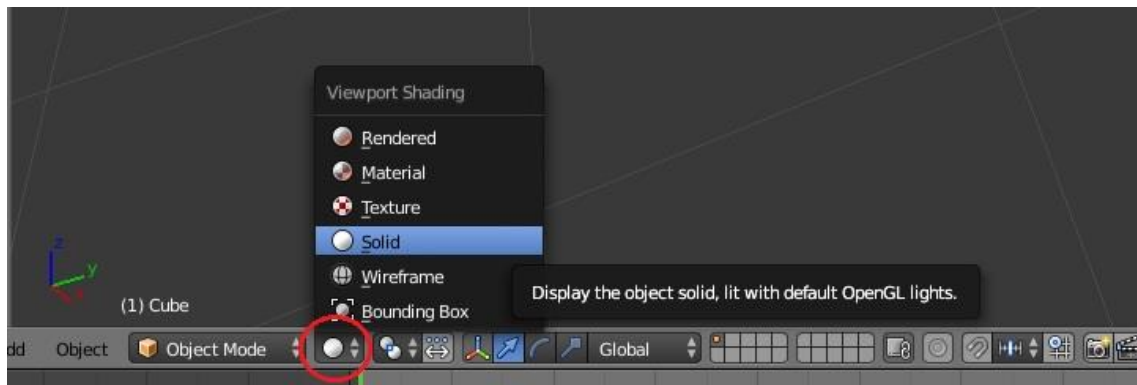 Viewport Shading
Rendered
Material
Texture
Solid
Wireframe
Bounding Box
Display the object solid, lit with default OpenGL lights.
z
y
x
(1) Cube
dd Object Object Mode Global